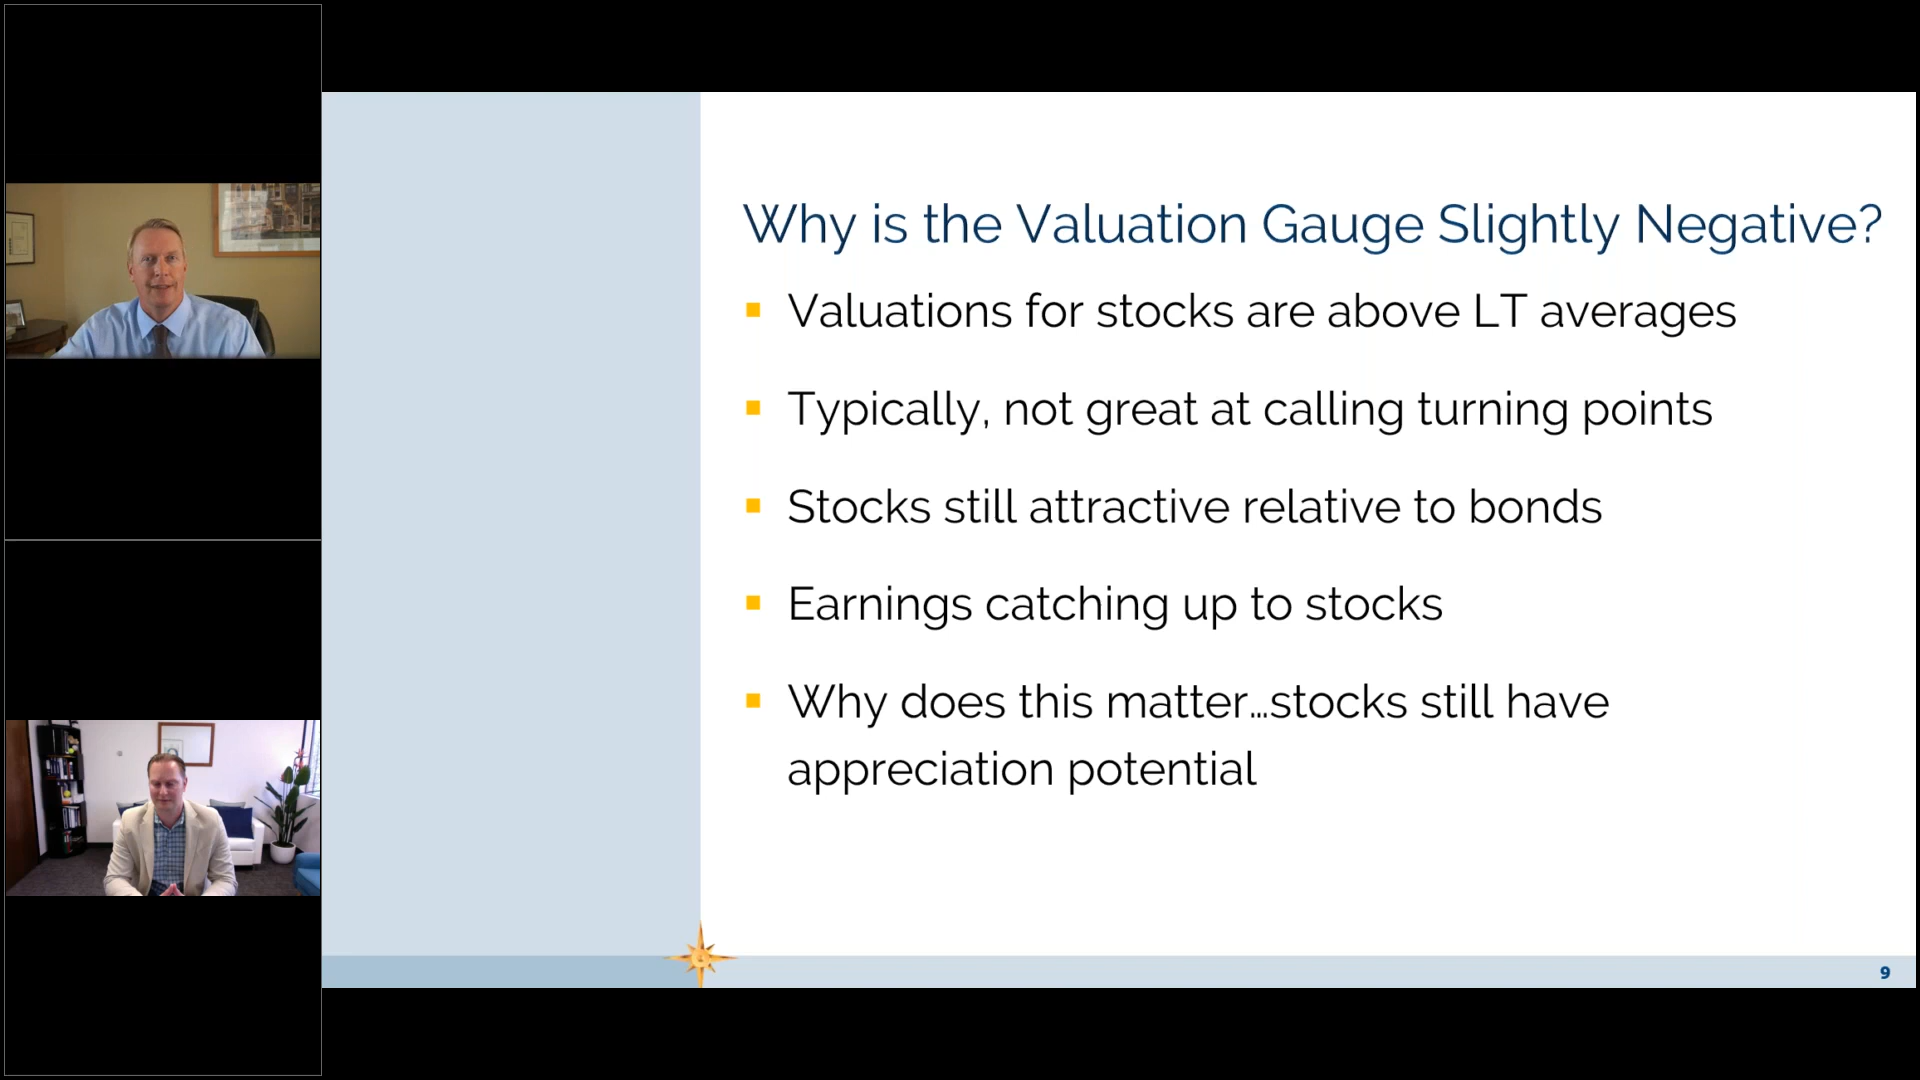 Why is the Valuation Gauge Slightly Negative?
Valuations for stocks are above LT averages
Typically, not great at calling turning points
Stocks still attractive relative to bonds
Earnings catching up to stocks
Why does this matter...stocks still have
appreciation potential
9